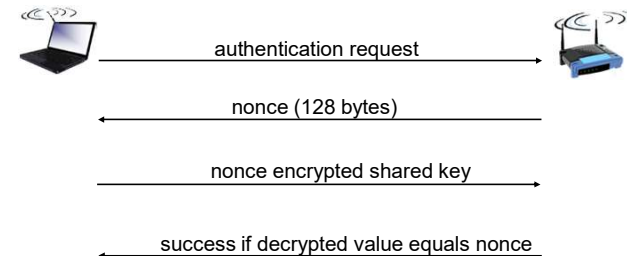 authentication request
nonce (128 bytes)
nonce encrypted shared key
success if decrypted value equals nonce